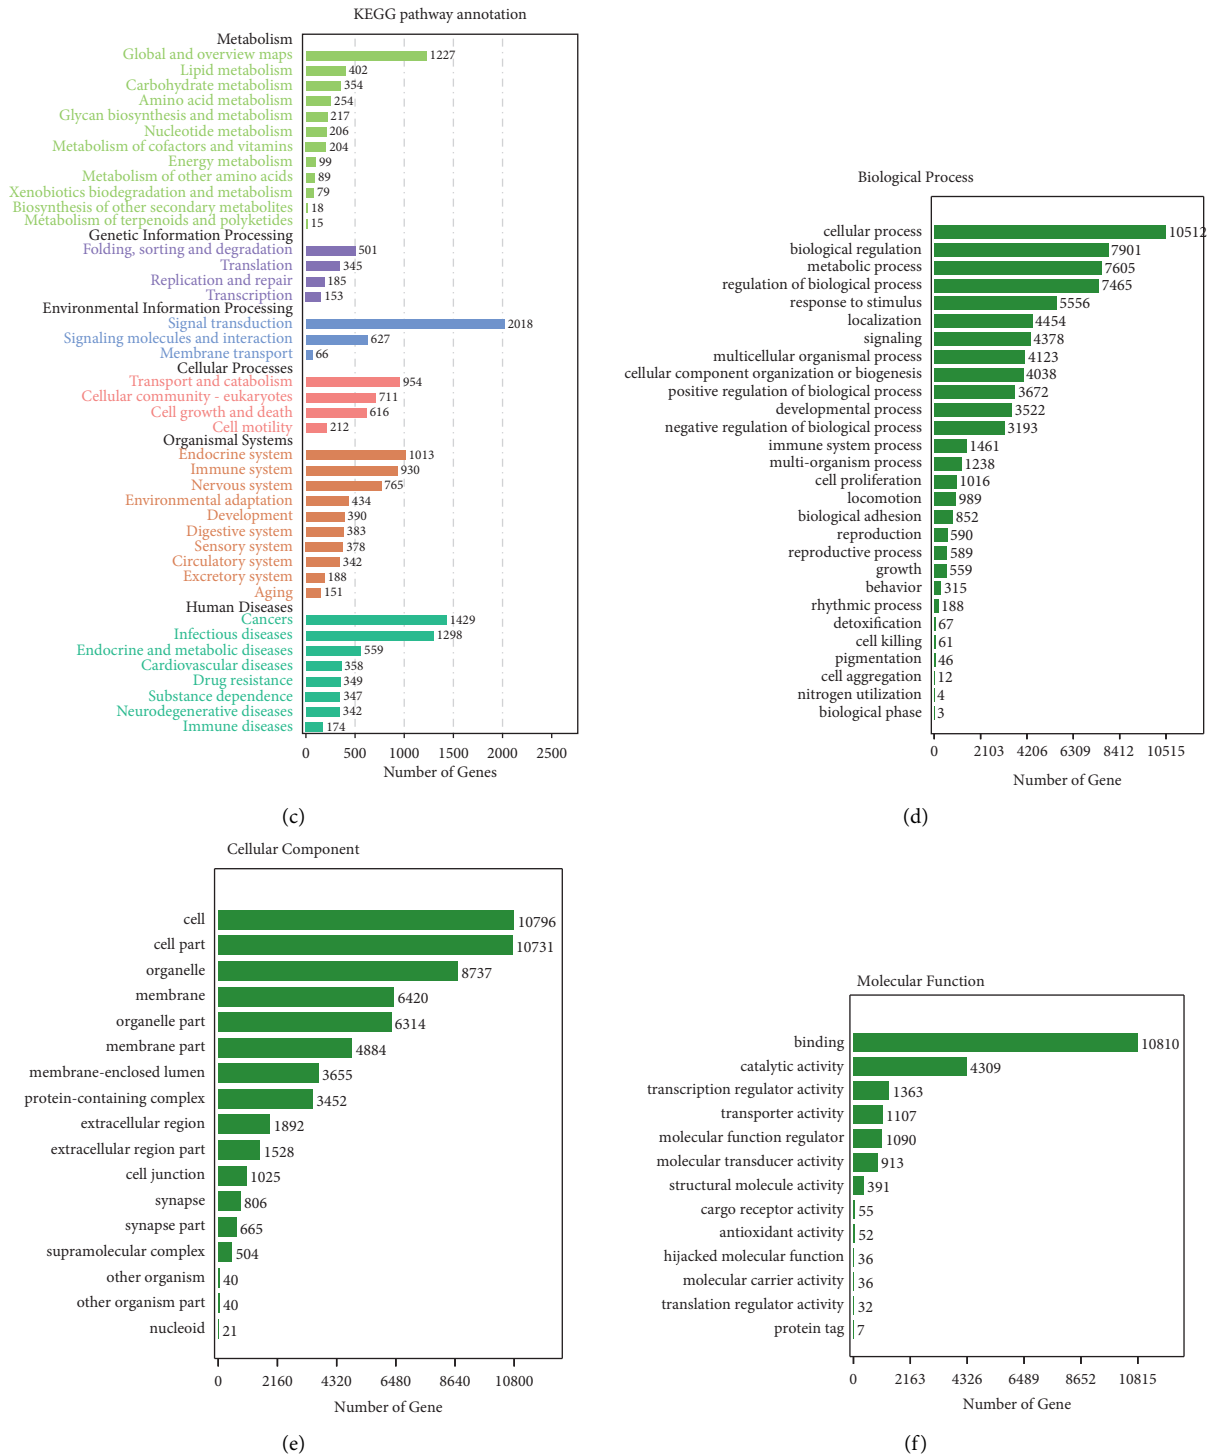 KEGG pathway annotation
Metabolism
Global and overview maps 1227
Lipid metabolism 402
Carbohydrate metabolism 354
Amino acid metabolism 254
Glycan biosynthesis and metabolism 217
Nucleotide metabolism 206
Metabolism of cofactors and vitamins 204
Energy metabolism 99
Metabolism of other amino acids 89
Xenobiotics biodegradation and metabolism 79
Biosynthesis of other secondary metabolites 18
Metabolism of terpenoids and polyketides 15
Genetic Information Processing
Folding, sorting and degradation 501
Translation 345
Replication and repair 185
Transcription 153
Environmental Information Processing
Signal transduction 2018
Signaling molecules and interaction 627
Membrane transport 66
Cellular Processes
Transport and catabolism 954
Cellular community - eukaryotes 711
Cell growth and death 616
Cell motility 212
Organismal Systems
Endocrine system 1013
Immune system 930
Nervous system 765
Environmental adaptation 434
Development 390
Digestive system 383
Sensory system 378
Circulatory system 342
Excretory system 188
Aging 151
Human Diseases
Cancers 1429
Infectious diseases 1298
Endocrine and metabolic diseases 559
Cardiovascular diseases 358
Drug resistance 349
Substance dependence 347
Neurodegenerative diseases 342
Immune diseases 174
0 500 1000 1500 2000 2500
Number of Genes
(c)
Biological Process
cellular process 10512
biological regulation 7901
metabolic process 7605
regulation of biological process 7465
response to stimulus 5556
localization 4454
signaling 4378
multicellular organismal process 4123
cellular component organization or biogenesis 4038
positive regulation of biological process 3672
developmental process 3522
negative regulation of biological process 3193
immune system process 1461
multi-organism process 1238
cell proliferation 1016
locomotion 989
biological adhesion 852
reproduction 590
reproductive process 589
growth 559
behavior 315
rhythmic process 188
detoxification 67
cell killing 61
pigmentation 46
cell aggregation 12
nitrogen utilization 4
biological phase 3
0 2103 4206 6309 8412 10515
Number of Gene
(d)
Cellular Component
cell 10796
cell part 10731
organelle 8737
membrane 6420
organelle part 6314
membrane part 4884
membrane-enclosed lumen 3655
protein-containing complex 3452
extracellular region 1892
extracellular region part 1528
cell junction 1025
synapse 806
synapse part 665
supramolecular complex 504
other organism 40
other organism part 40
nucleoid 21
0 2160 4320 6480 8640 10800
Number of Gene
(e)
Molecular Function
binding 10810
catalytic activity 4309
transcription regulator activity 1363
transporter activity 1107
molecular function regulator 1090
molecular transducer activity 913
structural molecule activity 391
cargo receptor activity 55
antioxidant activity 52
hijacked molecular function 36
molecular carrier activity 36
translation regulator activity 32
protein tag 7
0 2163 4326 6489 8652 10815
Number of Gene
(f)